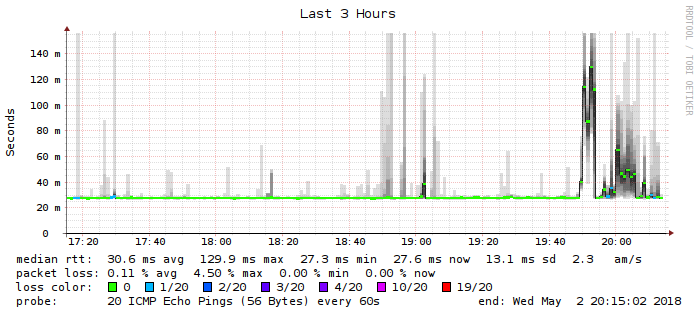 Last 3 Hours
RRDTOOL / TOBI OETIKER
Seconds
140 m
120 m
100 m
80 m
60 m
40 m
20 m
0
17:20 17:40 18:00 18:20 18:40 19:00 19:20 19:40 20:00
median rtt: 30.6 ms avg 129.9 ms max 27.3 ms min 27.6 ms now 13.1 ms sd 2.3 am/s
packet loss: 0.11 % avg 4.50 % max 0.00 % min 0.00 % now
loss color: 0 1/20 2/20 3/20 4/20 10/20 19/20
probe: 20 ICMP Echo Pings (56 Bytes) every 60s end: Wed May 2 20:15:02 2018